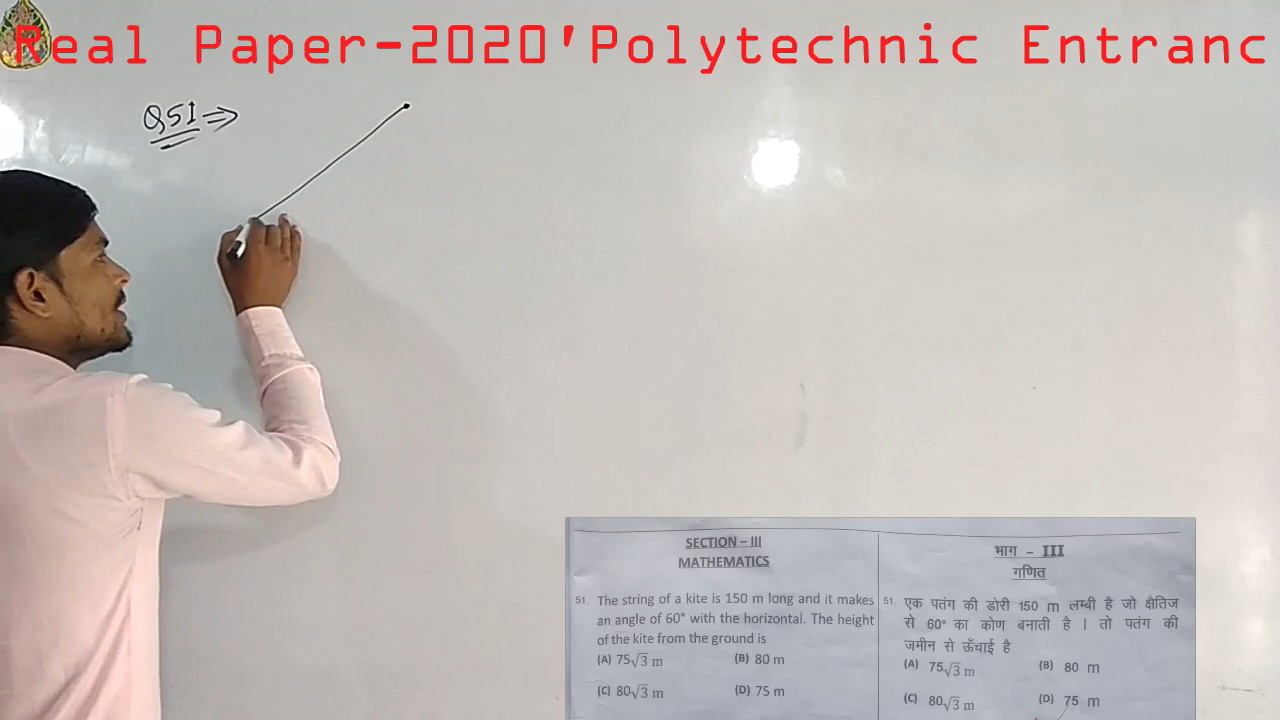 Real Paper-2020'Polytechnic Entranc
Q51⇒
SECTION – III
MATHEMATICS
51. The string of a kite is 150 m long and it makes
an angle of 60° with the horizontal. The height
of the kite from the ground is
(A) 75√3 m (B) 80 m
(C) 80√3 m (D) 75 m
भाग – III
गणित
51. एक पतंग की डोरी 150 m लम्बी है जो क्षैतिज
से 60° का कोण बनाती है । तो पतंग की
जमीन से ऊँचाई है
(A) 75√3 m (B) 80 m
(C) 80√3 m (D) 75 m